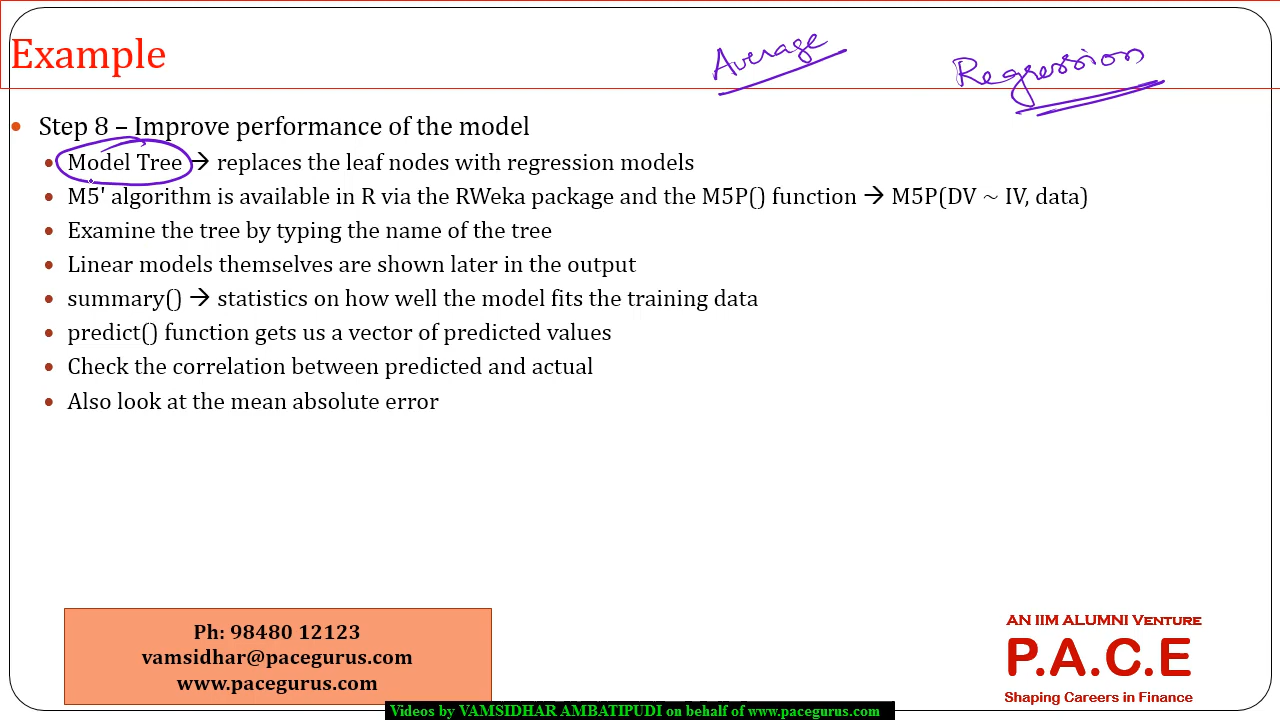 Example
Average
Regression
• Step 8 – Improve performance of the model
• Model Tree → replaces the leaf nodes with regression models
• M5' algorithm is available in R via the RWeka package and the M5P() function → M5P(DV ~ IV, data)
• Examine the tree by typing the name of the tree
• Linear models themselves are shown later in the output
• summary() → statistics on how well the model fits the training data
• predict() function gets us a vector of predicted values
• Check the correlation between predicted and actual
• Also look at the mean absolute error
Ph: 98480 12123
vamsidhar@pacegurus.com
www.pacegurus.com
AN IIM ALUMNI VENTURE
P.A.C.E
Shaping Careers in Finance
Videos by VAMSIDHAR AMBATIPUDI on behalf of www.pacegurus.com